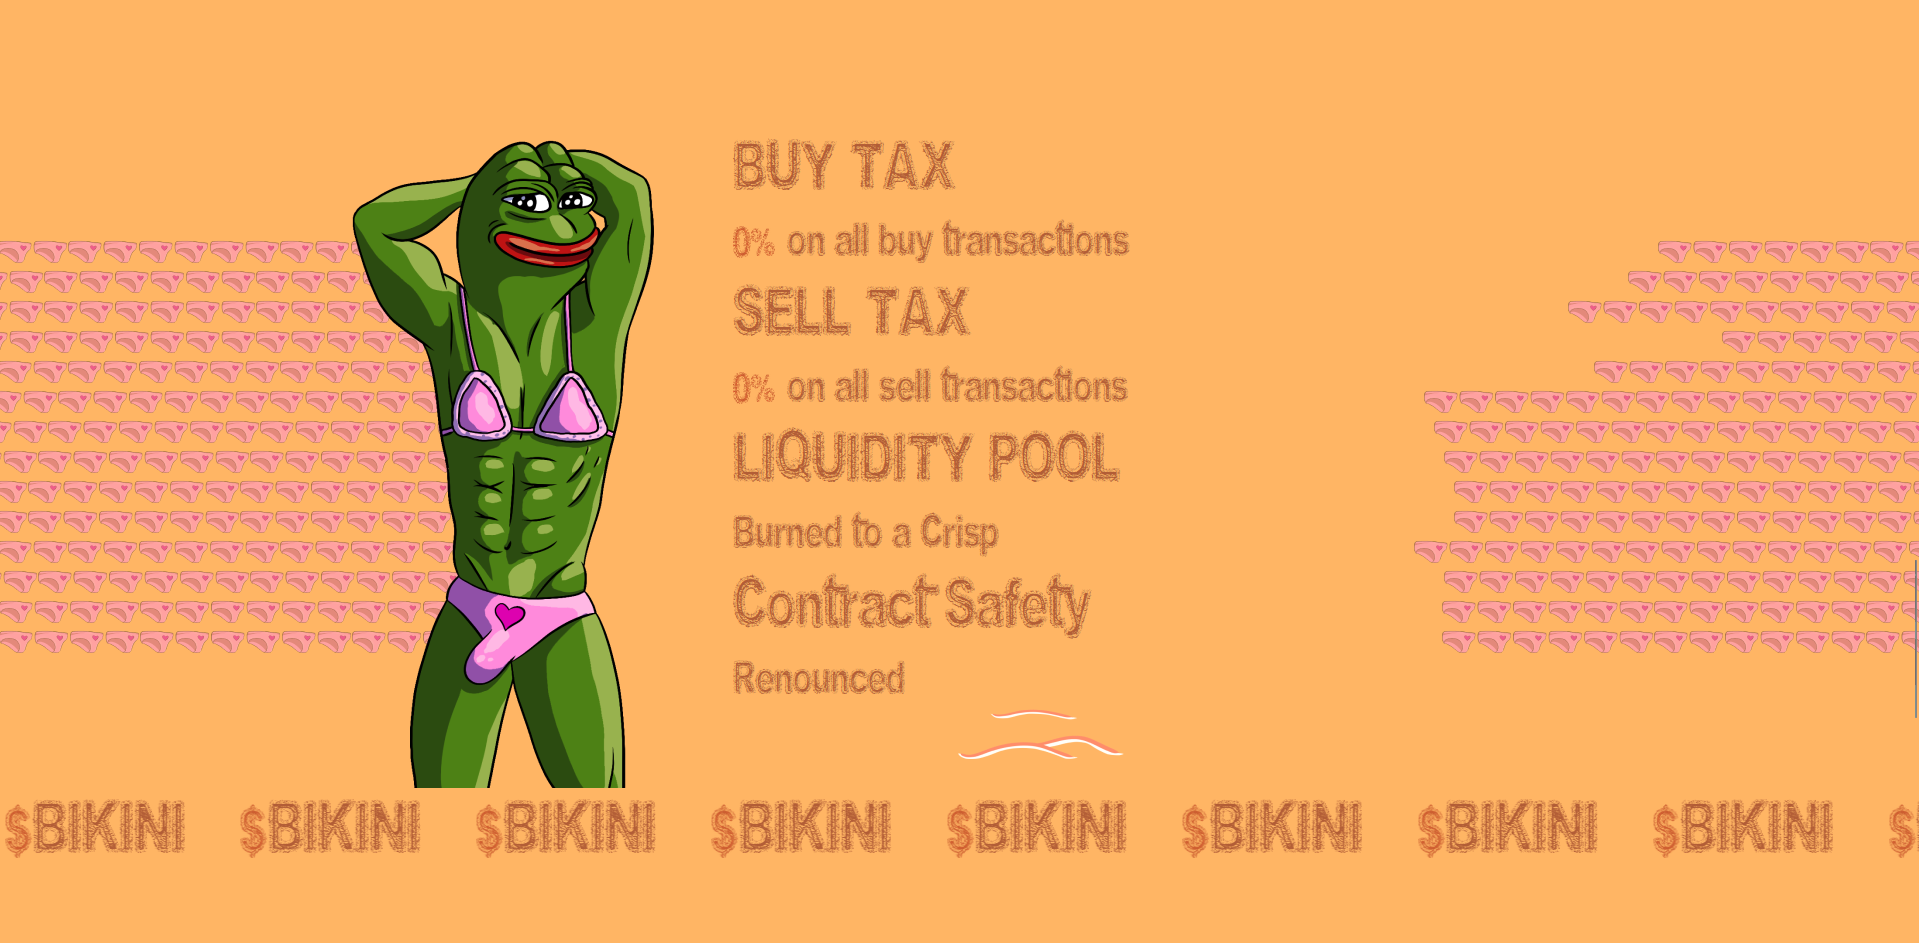 BUY TAX
0% on all buy transactions
SELL TAX
0% on all sell transactions
LIQUIDITY POOL
Burned to a Crisp
Contract Safety
Renounced
$BIKINI $BIKINI $BIKINI $BIKINI $BIKINI $BIKINI $BIKINI $BIKINI $